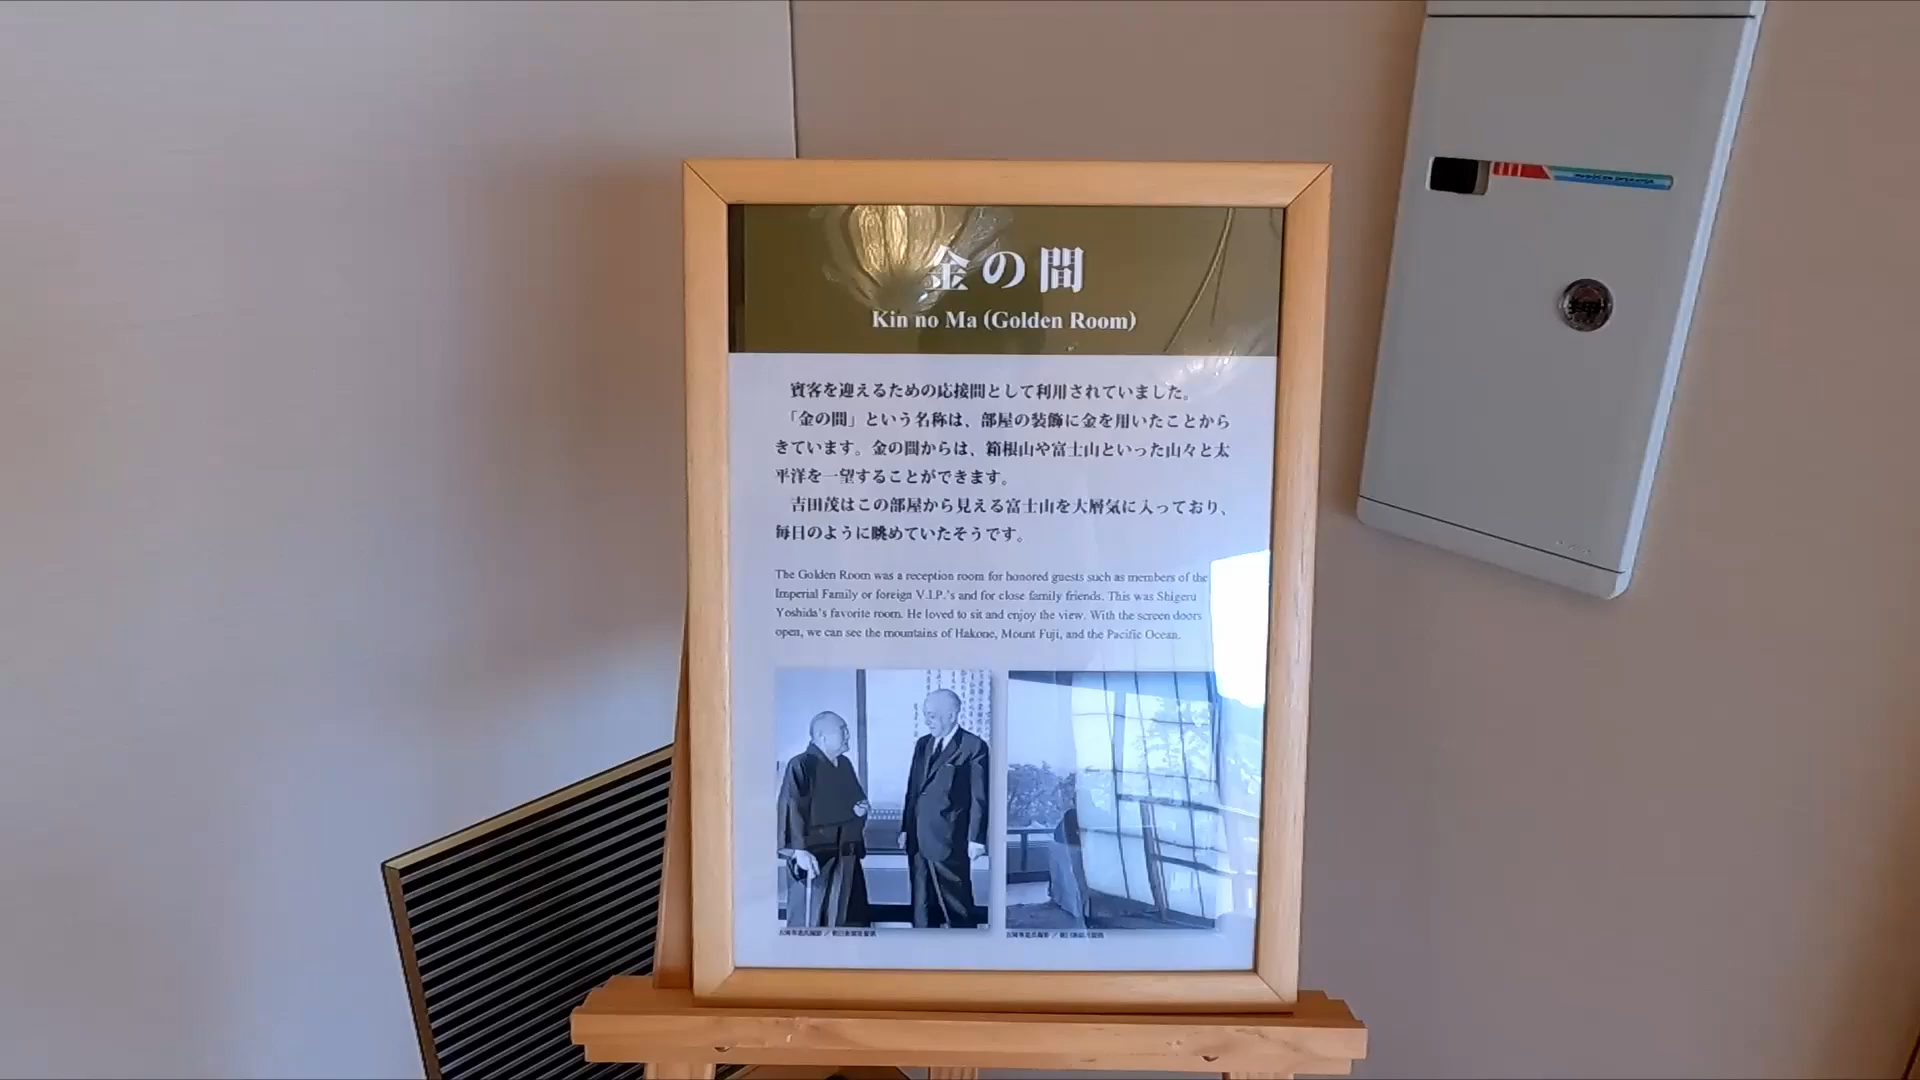 金の間
Kin no Ma (Golden Room)
賓客を迎えるための応接間として利用されていました。
「金の間」という名称は、部屋の装飾に金を用いたことから
きています。金の間からは、箱根山や富士山といった山々と太
平洋を一望することができます。
吉田茂はこの部屋から見える富士山を大層気に入っており、
毎日のように眺めていたそうです。
The Golden Room was a reception room for honored guests such as members of the
Imperial Family or foreign V.I.P.'s and for close family friends. This was Shigeru
Yoshida's favorite room. He loved to sit and enjoy the view. With the screen doors
open, we can see the mountains of Hakone, Mount Fuji, and the Pacific Ocean.